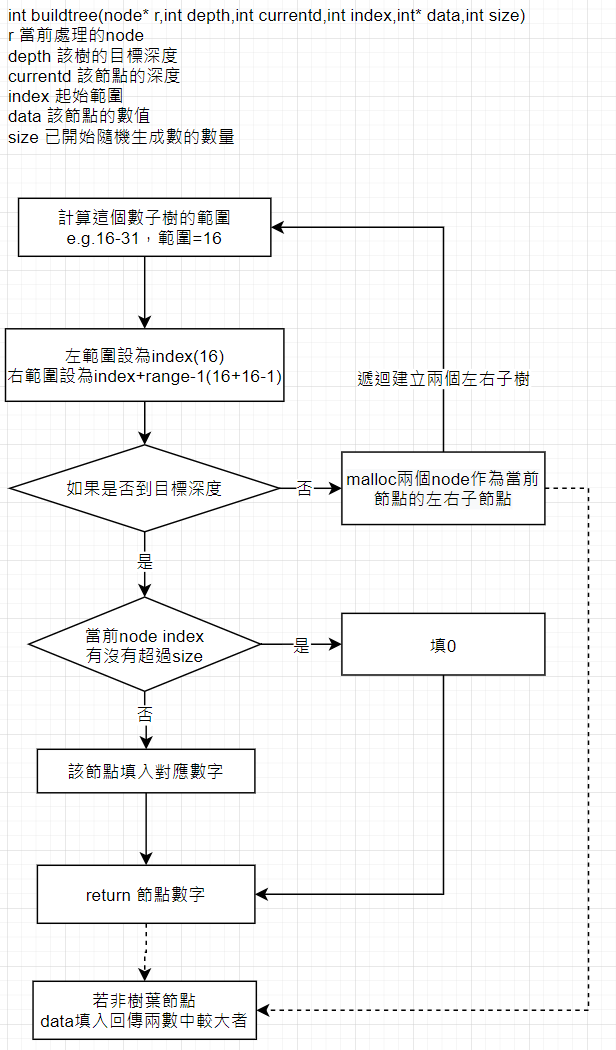 int buildtree(node* r,int depth,int currentd,int index,int* data,int size)
r 當前處理的node
depth 該樹的目標深度
currentd 該節點的深度
index 起始範圍
data 該節點的數值
size 已開始隨機生成數的數量
計算這個數子樹的範圍
e.g.16-31，範圍=16
左範圍設為index(16)
右範圍設為index+range-1(16+16-1)
遞迴建立兩個左右子樹
如果是否到目標深度
否
malloc兩個node作為當前
節點的左右子節點
是
當前node index
有沒有超過size
是
填0
否
該節點填入對應數字
return 節點數字
若非樹葉節點
data填入回傳兩數中較大者